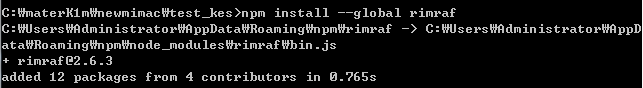 C:₩materK1m₩newmimac₩test_kes>npm install --global rimraf
C:₩Users₩Administrator₩AppData₩Roaming₩npm₩rimraf -> C:₩Users₩Administrator₩AppD
ata₩Roaming₩npm₩node_modules₩rimraf₩bin.js
+ rimraf@2.6.3
added 12 packages from 4 contributors in 0.765s